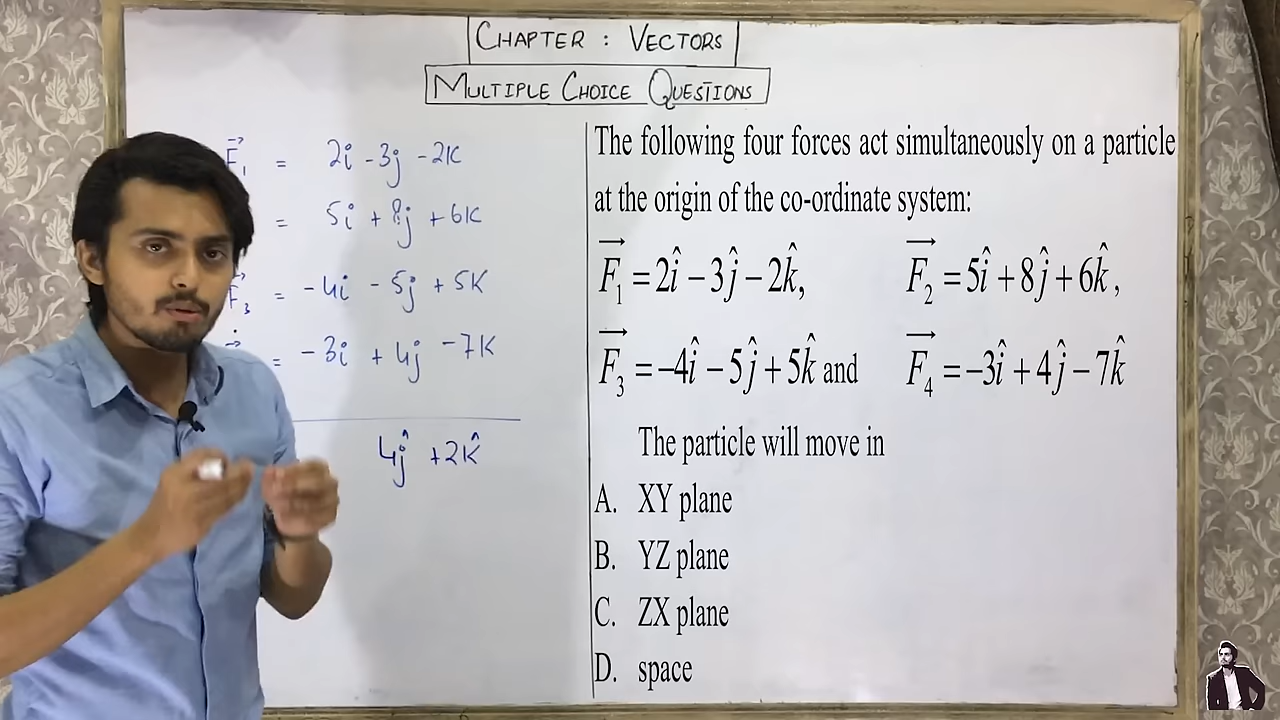 CHAPTER : VECTORS
MULTIPLE CHOICE QUESTIONS
F⃗₁ = 2i - 3j - 2K
= 5i + 8j + 6K
F₃ = -4i - 5j + 5K
= -3i + 4j - 7K
4ĵ + 2K̂
The following four forces act simultaneously on a particle
at the origin of the co-ordinate system:
F⃗₁ = 2î − 3ĵ − 2k̂, F⃗₂ = 5î + 8ĵ + 6k̂,
F⃗₃ = −4î − 5ĵ + 5k̂ and F⃗₄ = −3î + 4ĵ − 7k̂
The particle will move in
A. XY plane
B. YZ plane
C. ZX plane
D. space